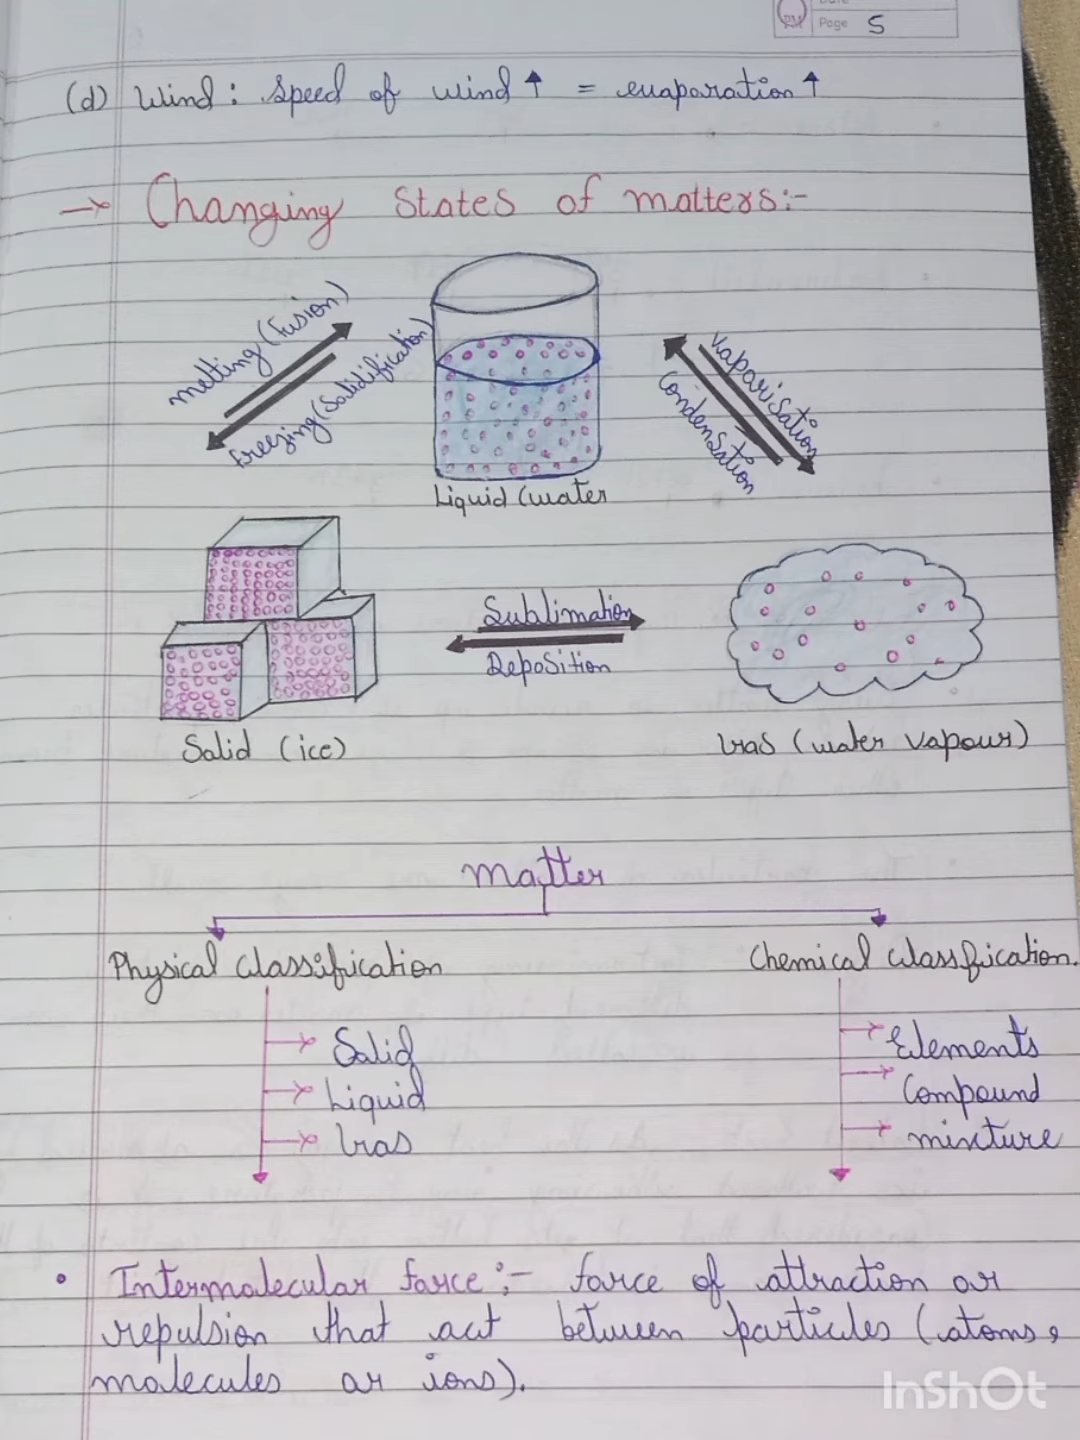 Page 5
(d) Wind: Speed of wind ↑ = evaporation ↑
→ Changing States of matters:-
melting (Fusion)
freezing (Solidification)
Vaporisation
Condensation
Liquid (water
Sublimation
Deposition
Solid (ice)
Gas (water vapour)
Matter
Physical Classification
Chemical classfication.
Solid
Liquid
Gas
Elements
Compound
mixture
• Intermolecular force:- force of attraction or
repulsion that act between particles (atoms,
molecules or ions).
InShOt